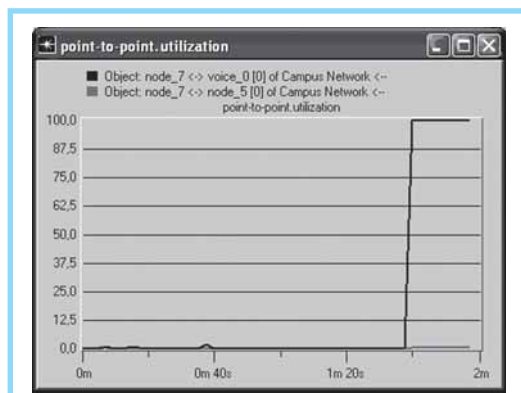 point-to-point.utilization
Object: node_7 <-> voice_0 [0] of Campus Network <--
Object: node_7 <-> node_5 [0] of Campus Network <--
point-to-point.utilization
100,0
87,5
75,0
62,5
50,0
37,5
25,0
12,5
0,0
0m
0m 40s
1m 20s
2m